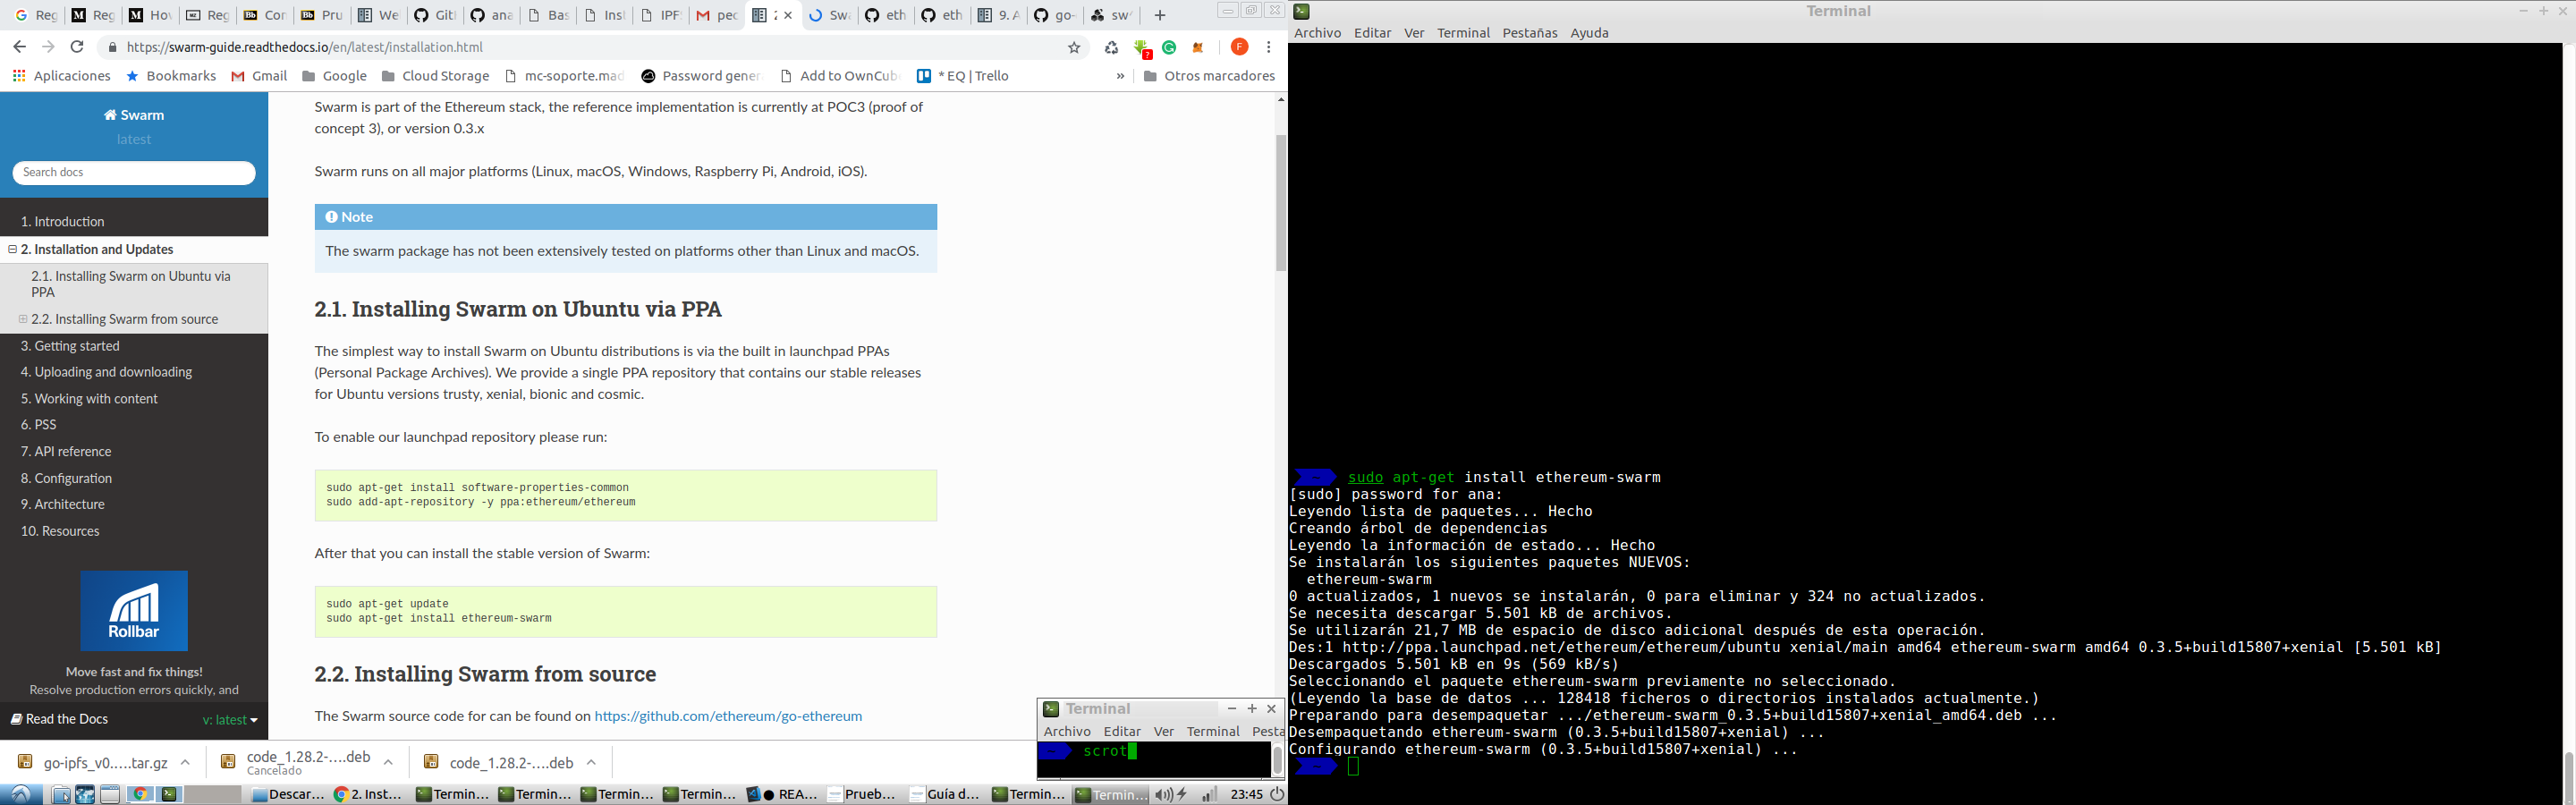 Reg
Reg
Hov
Reg
Cor
Pru
We
Git
ana
Bas
Inst
IPF
pec
2
Swa
eth
eth
9. A
go-
sw
https://swarm-guide.readthedocs.io/en/latest/installation.html
F
Aplicaciones
Bookmarks
Gmail
Google
Cloud Storage
mc-soporte.mad
Password gener
Add to OwnCub
* EQ | Trello
»
Otros marcadores
Swarm
latest
Search docs
1. Introduction
2. Installation and Updates
2.1. Installing Swarm on Ubuntu via
PPA
2.2. Installing Swarm from source
3. Getting started
4. Uploading and downloading
5. Working with content
6. PSS
7. API reference
8. Configuration
9. Architecture
10. Resources
Rollbar
Move fast and fix things!
Resolve production errors quickly, and
Read the Docs
v: latest
Swarm is part of the Ethereum stack, the reference implementation is currently at POC3 (proof of
concept 3), or version 0.3.x
Swarm runs on all major platforms (Linux, macOS, Windows, Raspberry Pi, Android, iOS).
Note
The swarm package has not been extensively tested on platforms other than Linux and macOS.
2.1. Installing Swarm on Ubuntu via PPA
The simplest way to install Swarm on Ubuntu distributions is via the built in launchpad PPAs
(Personal Package Archives). We provide a single PPA repository that contains our stable releases
for Ubuntu versions trusty, xenial, bionic and cosmic.
To enable our launchpad repository please run:
sudo apt-get install software-properties-common
sudo add-apt-repository -y ppa:ethereum/ethereum
After that you can install the stable version of Swarm:
sudo apt-get update
sudo apt-get install ethereum-swarm
2.2. Installing Swarm from source
The Swarm source code for can be found on https://github.com/ethereum/go-ethereum
Terminal
Archivo Editar Ver Terminal Pesta
~ scrot
go-ipfs_v0.....tar.gz
code_1.28.2-....deb
Cancelado
code_1.28.2-....deb
Descar...
2. Inst...
Termin...
Termin...
Termin...
Termin...
● REA...
Prueb...
Guía d...
Termin...
Termin...
23:45
Terminal
Archivo Editar Ver Terminal Pestañas Ayuda
~ sudo apt-get install ethereum-swarm
[sudo] password for ana:
Leyendo lista de paquetes... Hecho
Creando árbol de dependencias
Leyendo la información de estado... Hecho
Se instalarán los siguientes paquetes NUEVOS:
ethereum-swarm
0 actualizados, 1 nuevos se instalarán, 0 para eliminar y 324 no actualizados.
Se necesita descargar 5.501 kB de archivos.
Se utilizarán 21,7 MB de espacio de disco adicional después de esta operación.
Des:1 http://ppa.launchpad.net/ethereum/ethereum/ubuntu xenial/main amd64 ethereum-swarm amd64 0.3.5+build15807+xenial [5.501 kB]
Descargados 5.501 kB en 9s (569 kB/s)
Seleccionando el paquete ethereum-swarm previamente no seleccionado.
(Leyendo la base de datos ... 128418 ficheros o directorios instalados actualmente.)
Preparando para desempaquetar .../ethereum-swarm_0.3.5+build15807+xenial_amd64.deb ...
Desempaquetando ethereum-swarm (0.3.5+build15807+xenial) ...
Configurando ethereum-swarm (0.3.5+build15807+xenial) ...
~